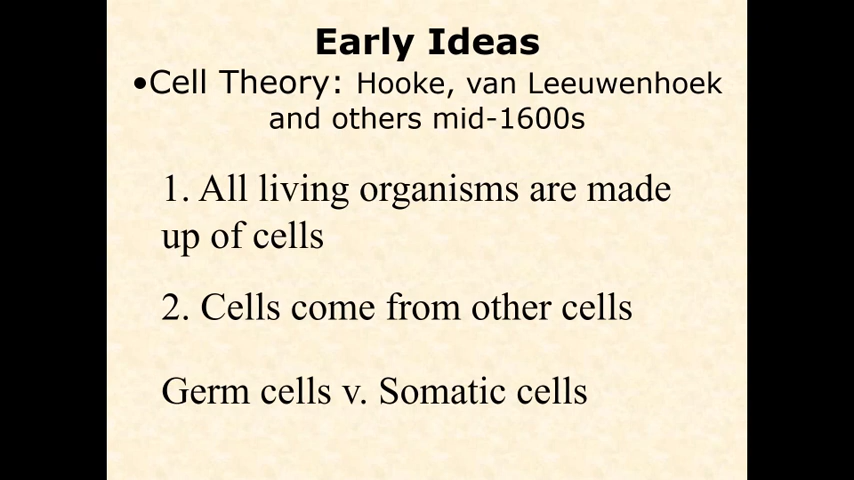 Early Ideas
•Cell Theory: Hooke, van Leeuwenhoek
and others mid-1600s
1. All living organisms are made
up of cells
2. Cells come from other cells
Germ cells v. Somatic cells